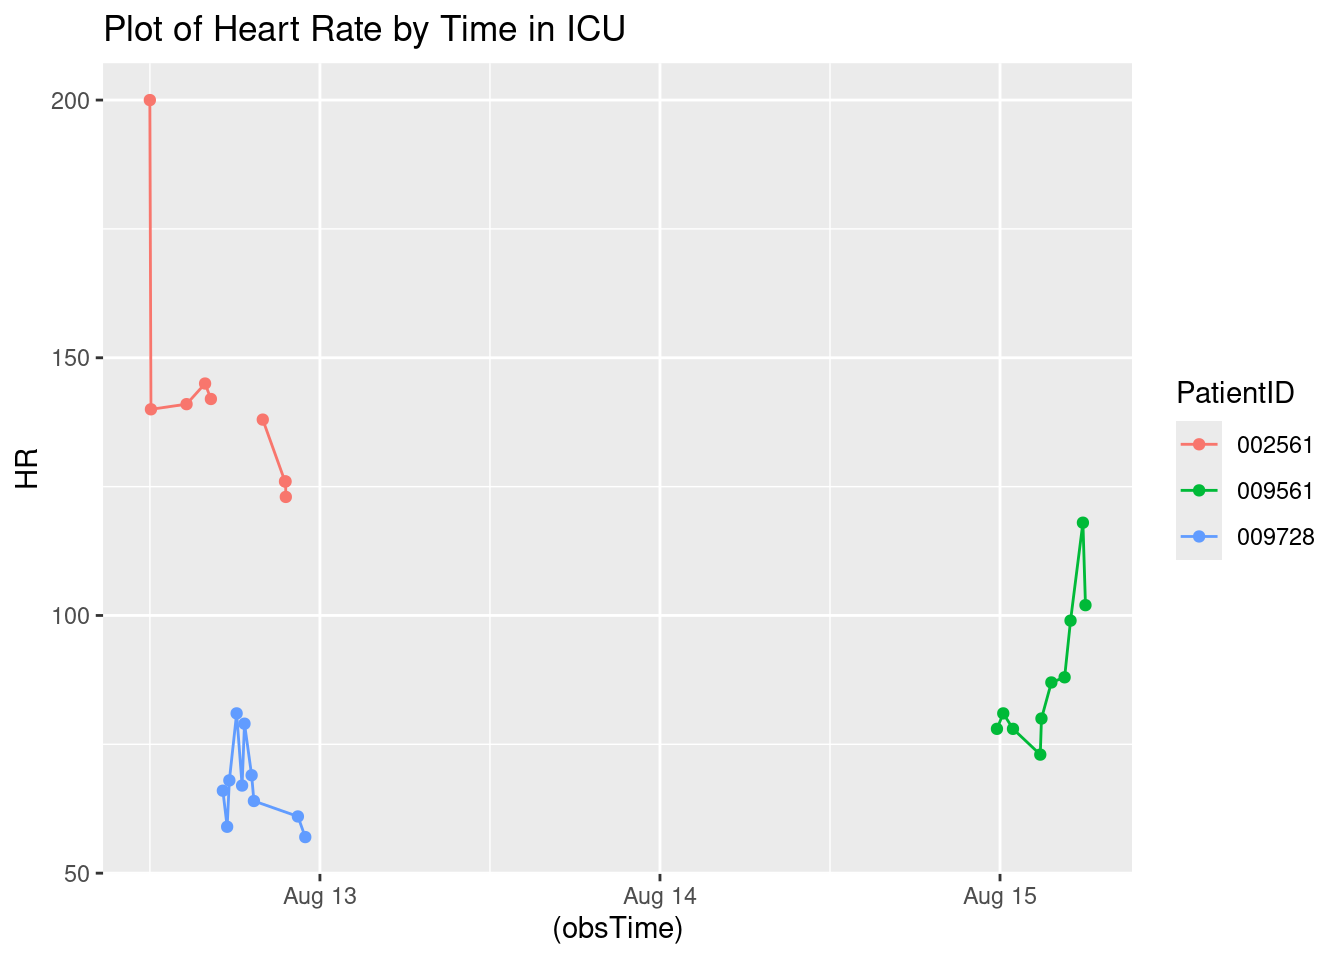 Plot of Heart Rate by Time in ICU
200
150
100
50
HR
Aug 13
Aug 14
Aug 15
(obsTime)
PatientID
002561
009561
009728